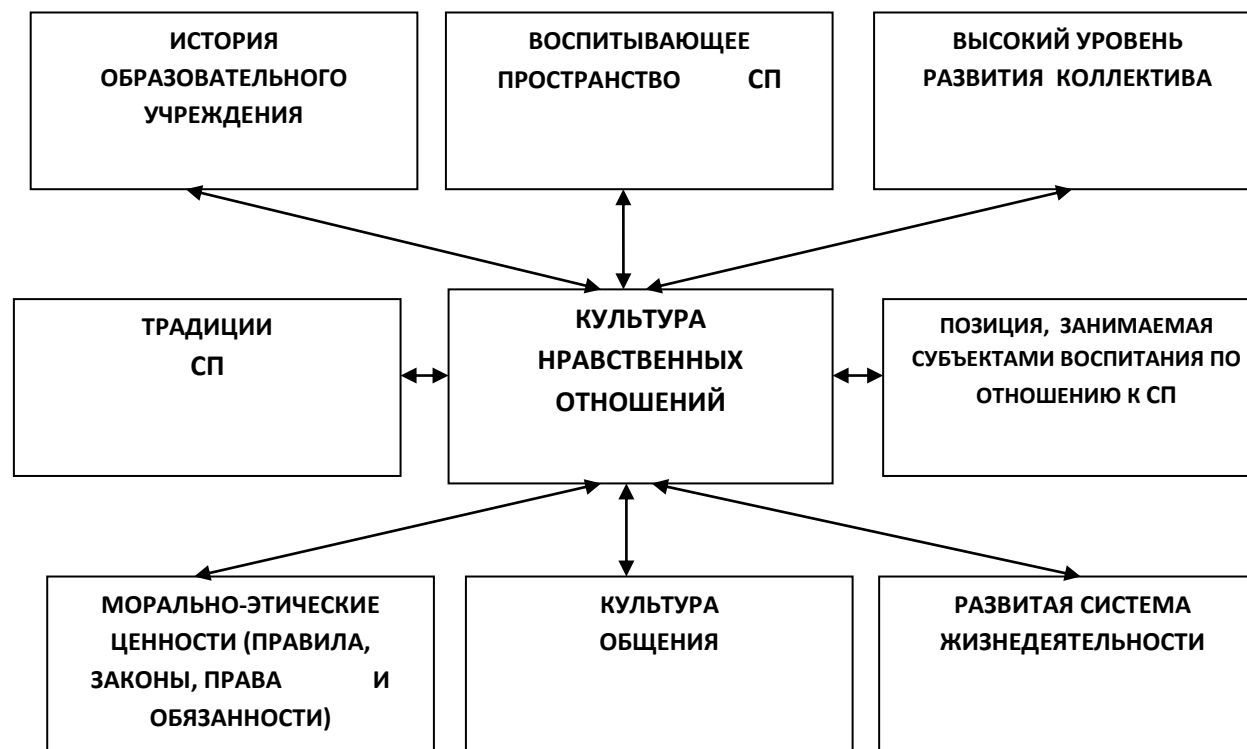 ИСТОРИЯ
ОБРАЗОВАТЕЛЬНОГО
УЧРЕЖДЕНИЯ
ВОСПИТЫВАЮЩЕЕ
ПРОСТРАНСТВО СП
ВЫСОКИЙ УРОВЕНЬ
РАЗВИТИЯ КОЛЛЕКТИВА
ТРАДИЦИИ
СП
КУЛЬТУРА
НРАВСТВЕННЫХ
ОТНОШЕНИЙ
ПОЗИЦИЯ, ЗАНИМАЕМАЯ
СУБЪЕКТАМИ ВОСПИТАНИЯ ПО
ОТНОШЕНИЮ К СП
МОРАЛЬНО-ЭТИЧЕСКИЕ
ЦЕННОСТИ (ПРАВИЛА,
ЗАКОНЫ, ПРАВА И
ОБЯЗАННОСТИ)
КУЛЬТУРА
ОБЩЕНИЯ
РАЗВИТАЯ СИСТЕМА
ЖИЗНЕДЕЯТЕЛЬНОСТИ